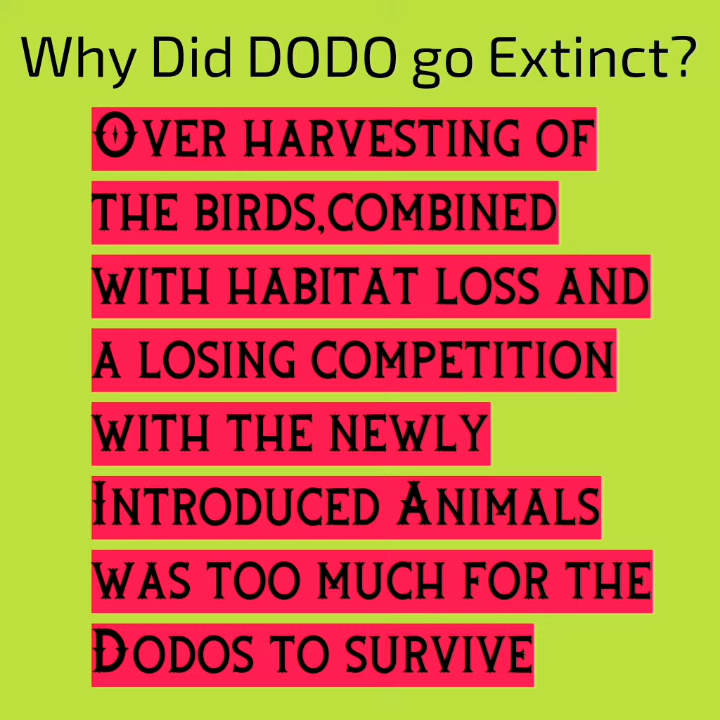 Why Did DODO go Extinct?
Over harvesting of
the birds,combined
with habitat loss and
a losing competition
with the newly
Introduced Animals
was too much for the
Dodos to survive